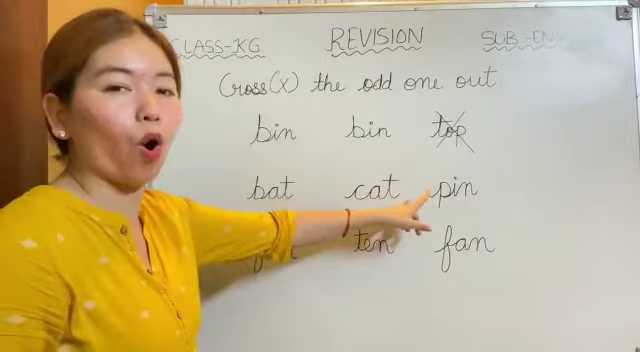 CLASS-KG REVISION SUB-EN
Cross(X) the odd one out.
bin bin top
bat cat pin
ten fan